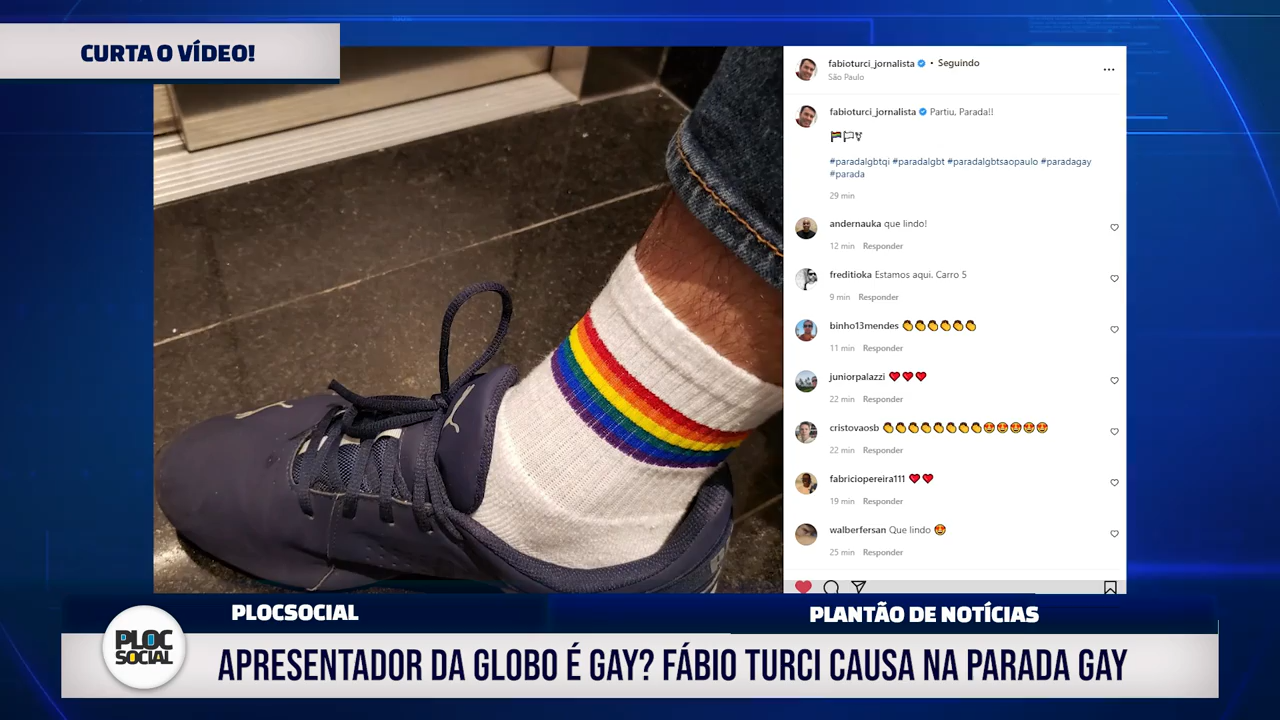 CURTA O VÍDEO!
fabioturci_jornalista • Seguindo
São Paulo
fabioturci_jornalista Partiu, Parada!!
#paradalgbtqi #paradalgbt #paradalgbtsaopaulo #paradagay
#parada
29 min
andernauka que lindo!
12 min Responder
freditioka Estamos aqui. Carro 5
9 min Responder
binho13mendes 👏👏👏👏👏👏
11 min Responder
juniorpalazzi ❤❤❤
22 min Responder
cristovaosb 👏👏👏👏👏👏👏👏😍😍😍😍😍
22 min Responder
fabriciopereira111 ❤❤
19 min Responder
walberfersan Que lindo 😍
25 min Responder
PLOCSOCIAL
PLANTÃO DE NOTÍCIAS
PLOC
SOCIAL
APRESENTADOR DA GLOBO É GAY? FÁBIO TURCI CAUSA NA PARADA GAY